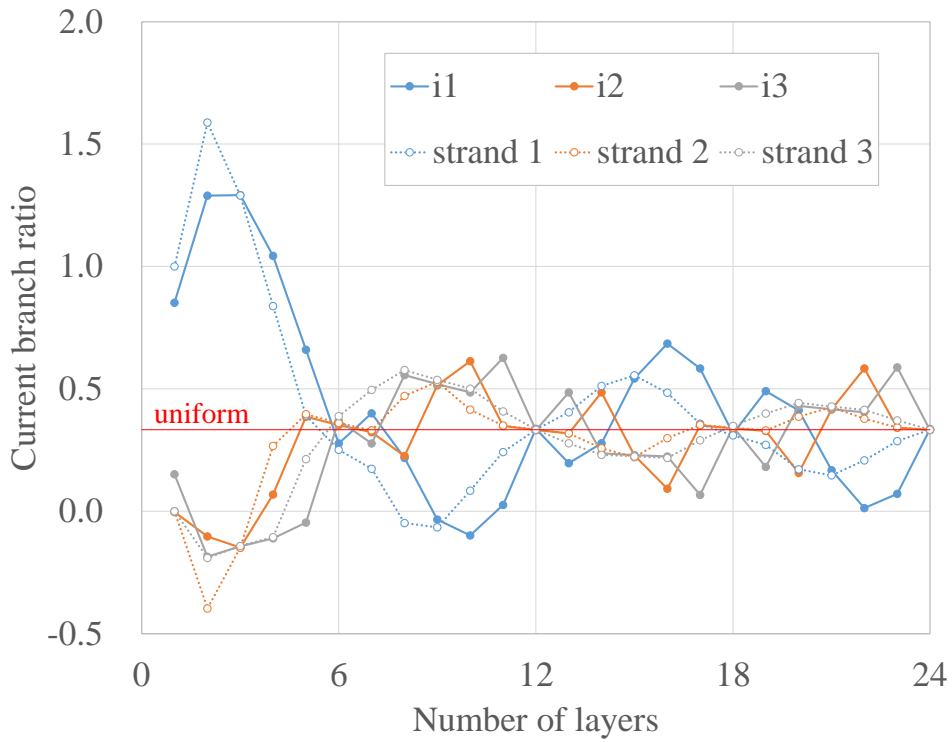 2.0
1.5
1.0
0.5
0.0
-0.5
Current branch ratio
i1 i2 i3
strand 1 strand 2 strand 3
uniform
0 6 12 18 24
Number of layers